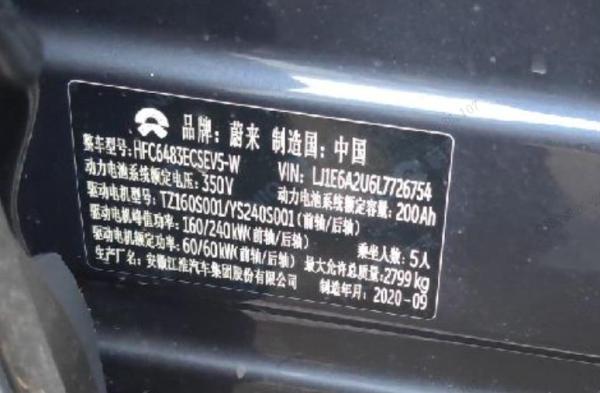 品牌：蔚来 制造国：中国
整车型号：HFC6483ECSEV5-W VIN: LJ1E6A2U6L7726754
动力电池系统额定电压：350V 动力电池系统额定容量：200Ah
驱动电机型号：TZ160S001/YS240S001（前轴/后轴）
驱动电机峰值功率：160/240kW（前轴/后轴） 乘坐人数：5人
驱动电机额定功率：60/60kW（前轴/后轴） 最大允许总质量：2799kg
生产厂名：安徽江淮汽车集团股份有限公司 制造年月：2020-09